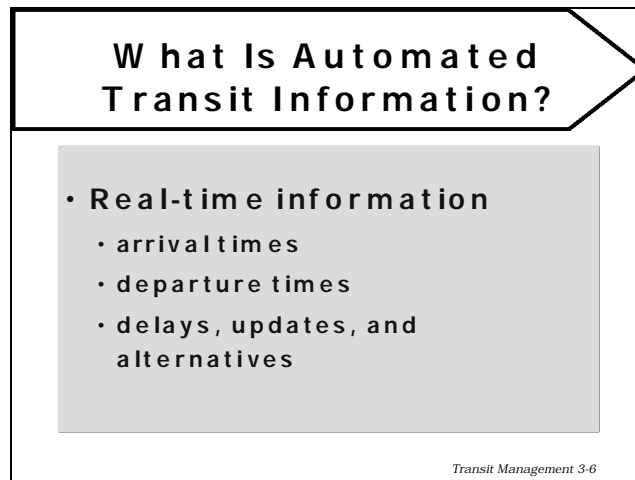 What Is Automated
Transit Information?
• Real-time information
• arrival times
• departure times
• delays, updates, and
alternatives
Transit Management 3-6